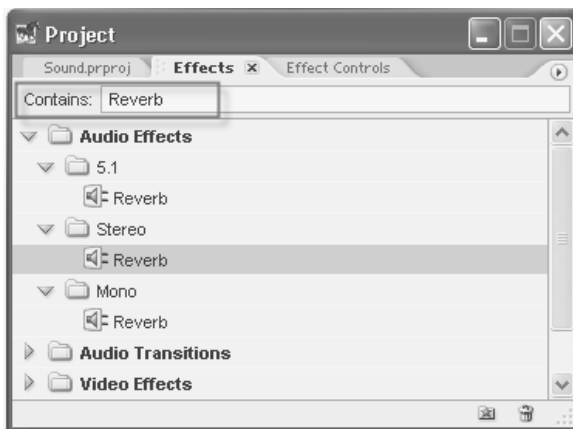 Project
Sound.prproj Effects x Effect Controls
Contains: Reverb
Audio Effects
5.1
Reverb
Stereo
Reverb
Mono
Reverb
Audio Transitions
Video Effects